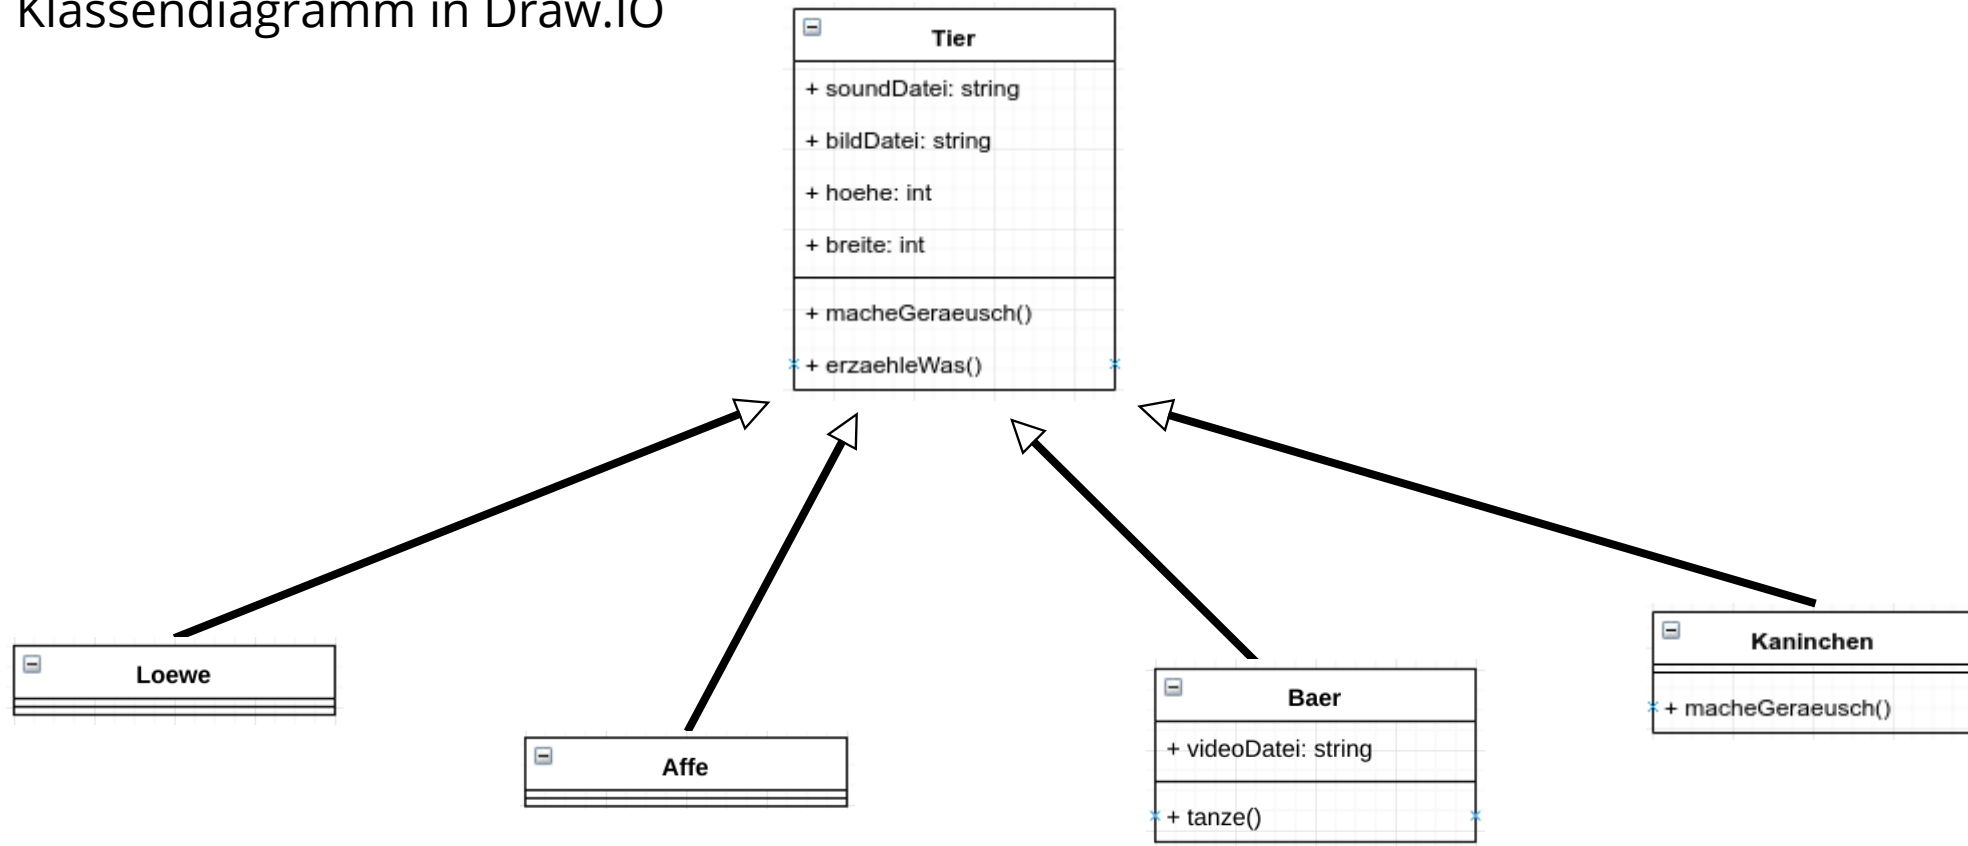 Klassendiagramm in Draw.IO
Tier
+ soundDatei: string
+ bildDatei: string
+ hoehe: int
+ breite: int
+ macheGeraeusch()
+ erzaehleWas()
Loewe
Affe
Baer
+ videoDatei: string
+ tanze()
Kaninchen
+ macheGeraeusch()